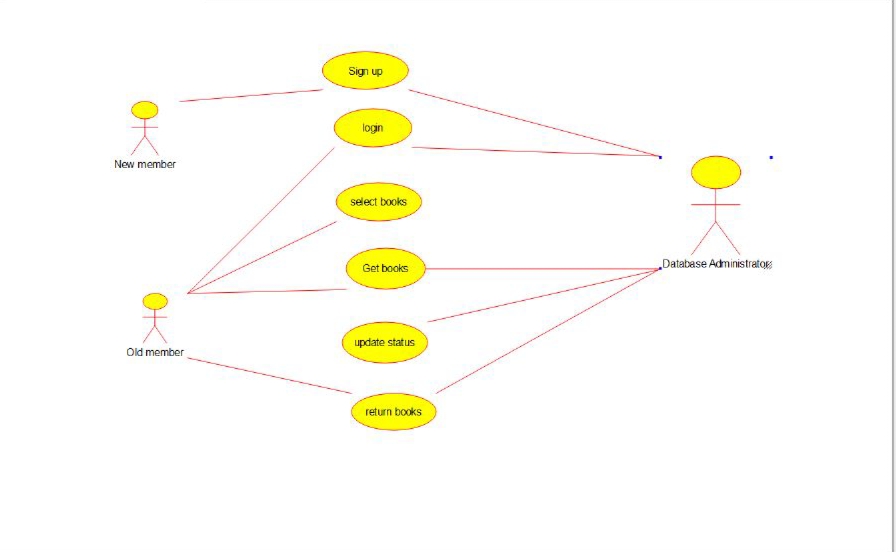 Sign up
login
New member
select books
Get books
Database Administrator
Old member
update status
return books